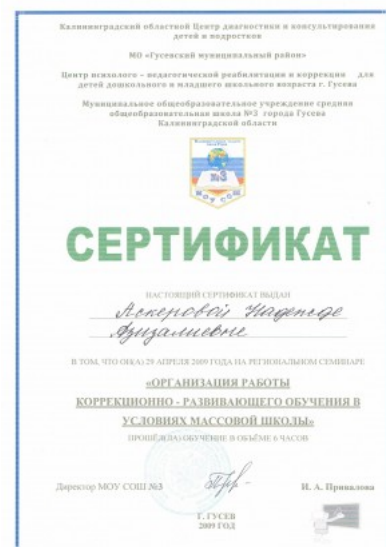 Калининградской областной Центр диагностики и консультирования
детей и подростков
МО «Гусевский муниципальный район»
Центр психолого – педагогической реабилитации и коррекции для
детей дошкольного и младшего школьного возраста г. Гусева
Муниципальное общеобразовательное учреждение средняя
общеобразовательная школа №3 города Гусева
Калининградской области
№3
МОУ СОШ
СЕРТИФИКАТ
НАСТОЯЩИЙ СЕРТИФИКАТ ВЫДАН
Аскеровой Надежде
Азизалиевне
В ТОМ, ЧТО ОН(А) 29 АПРЕЛЯ 2009 ГОДА НА РЕГИОНАЛЬНОМ СЕМИНАРЕ
«ОРГАНИЗАЦИЯ РАБОТЫ
КОРРЕКЦИОННО - РАЗВИВАЮЩЕГО ОБУЧЕНИЯ В
УСЛОВИЯХ МАССОВОЙ ШКОЛЫ»
ПРОШЁЛ(ЛА) ОБУЧЕНИЕ В ОБЪЁМЕ 6 ЧАСОВ
Директор МОУ СОШ №3 И. А. Привалова
Г. ГУСЕВ
2009 ГОД